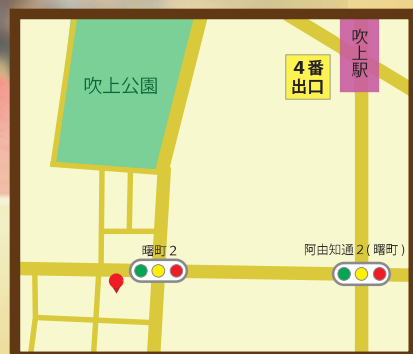 吹上駅
4番
出口
吹上公園
曙町2
阿由知通2(曙町)